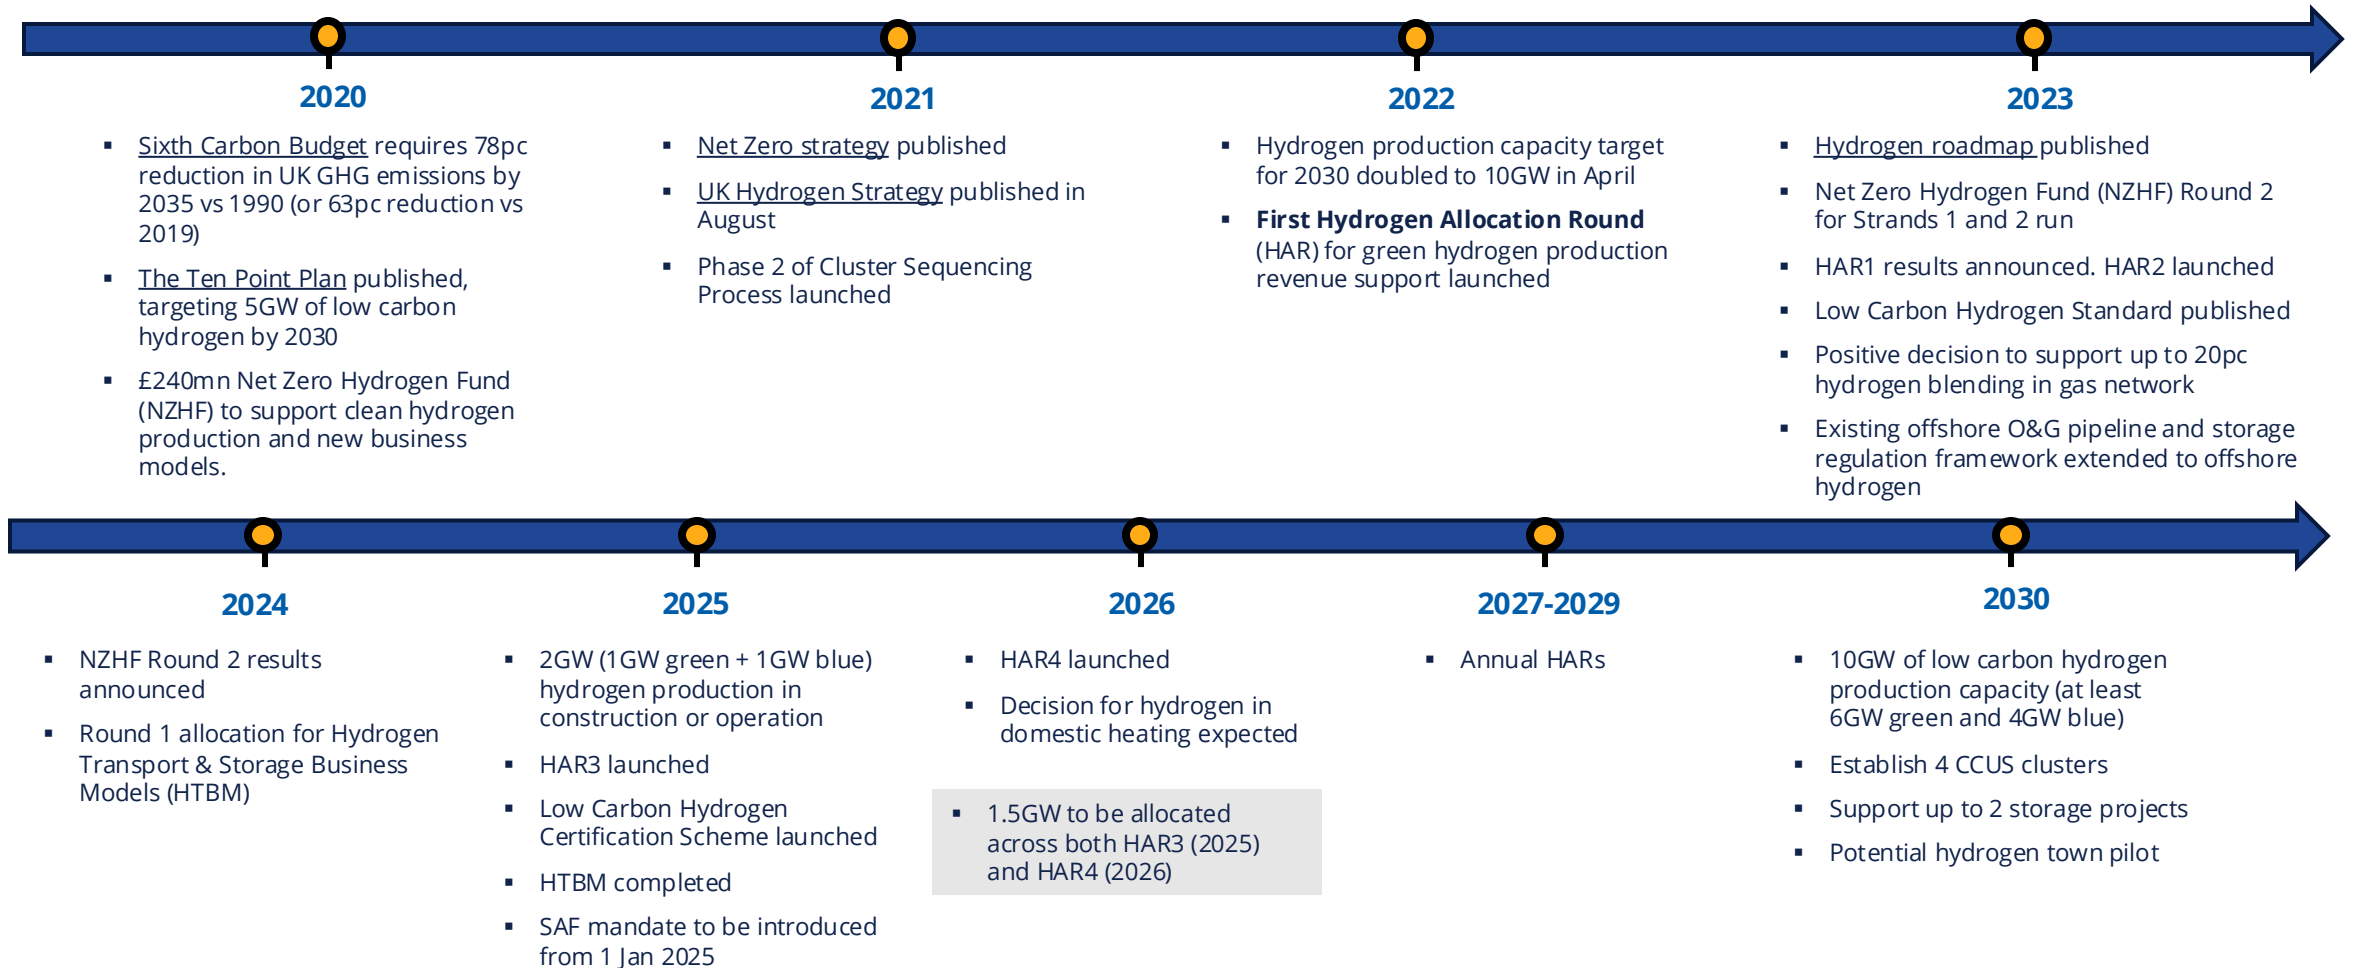 2020
▪ Sixth Carbon Budget requires 78pc
reduction in UK GHG emissions by
2035 vs 1990 (or 63pc reduction vs
2019)
▪ The Ten Point Plan published,
targeting 5GW of low carbon
hydrogen by 2030
▪ £240mn Net Zero Hydrogen Fund
(NZHF) to support clean hydrogen
production and new business
models.
2021
▪ Net Zero strategy published
▪ UK Hydrogen Strategy published in
August
▪ Phase 2 of Cluster Sequencing
Process launched
2022
▪ Hydrogen production capacity target
for 2030 doubled to 10GW in April
▪ First Hydrogen Allocation Round
(HAR) for green hydrogen production
revenue support launched
2023
▪ Hydrogen roadmap published
▪ Net Zero Hydrogen Fund (NZHF) Round 2
for Strands 1 and 2 run
▪ HAR1 results announced. HAR2 launched
▪ Low Carbon Hydrogen Standard published
▪ Positive decision to support up to 20pc
hydrogen blending in gas network
▪ Existing offshore O&G pipeline and storage
regulation framework extended to offshore
hydrogen
2024
▪ NZHF Round 2 results
announced
▪ Round 1 allocation for Hydrogen
Transport & Storage Business
Models (HTBM)
2025
▪ 2GW (1GW green + 1GW blue)
hydrogen production in
construction or operation
▪ HAR3 launched
▪ Low Carbon Hydrogen
Certification Scheme launched
▪ HTBM completed
▪ SAF mandate to be introduced
from 1 Jan 2025
2026
▪ HAR4 launched
▪ Decision for hydrogen in
domestic heating expected
▪ 1.5GW to be allocated
across both HAR3 (2025)
and HAR4 (2026)
2027-2029
▪ Annual HARs
2030
▪ 10GW of low carbon hydrogen
production capacity (at least
6GW green and 4GW blue)
▪ Establish 4 CCUS clusters
▪ Support up to 2 storage projects
▪ Potential hydrogen town pilot